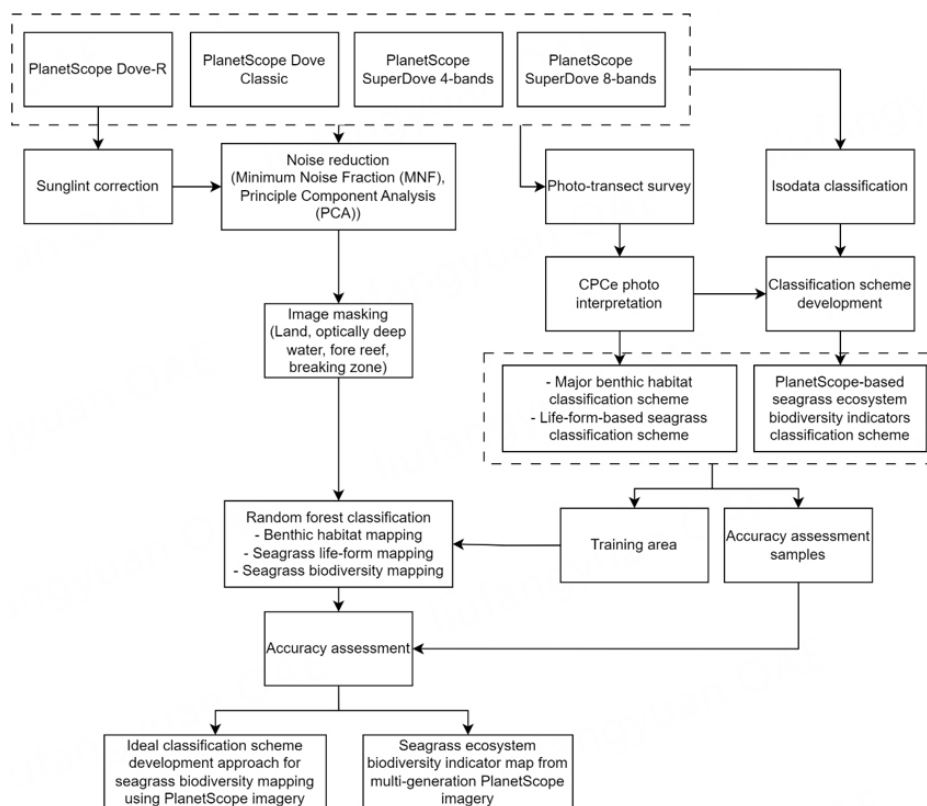 PlanetScope Dove-R
PlanetScope Dove
Classic
PlanetScope
SuperDove 4-bands
PlanetScope
SuperDove 8-bands
Sunglint correction
Noise reduction
(Minimum Noise Fraction (MNF),
Principle Component Analysis
(PCA))
Photo-transect survey
Isodata classification
CPCe photo
interpretation
Classification scheme
development
Image masking
(Land, optically deep
water, fore reef,
breaking zone)
- Major benthic habitat
classification scheme
- Life-form-based seagrass
classification scheme
PlanetScope-based
seagrass ecosystem
biodiversity indicators
classification scheme
Random forest classification
- Benthic habitat mapping
- Seagrass life-form mapping
- Seagrass biodiversity mapping
Training area
Accuracy assessment
samples
Accuracy assessment
Ideal classification scheme
development approach for
seagrass biodiversity mapping
using PlanetScope imagery
Seagrass ecosystem
biodiversity indicator map from
multi-generation PlanetScope
imagery